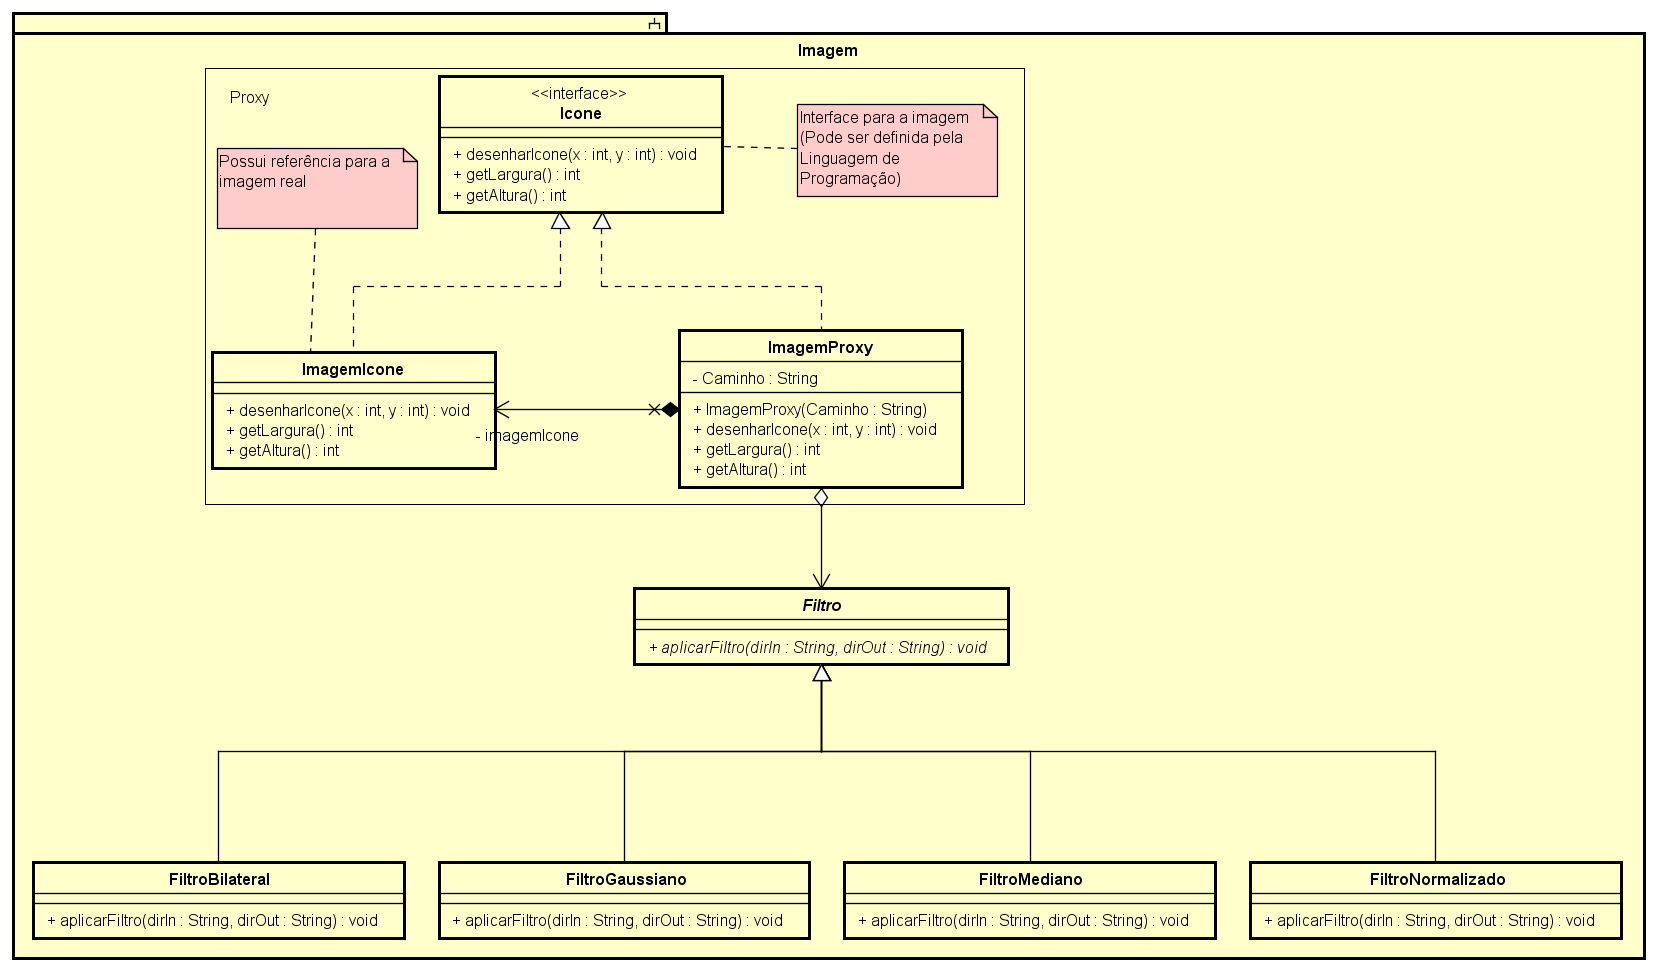 Imagem
Proxy
<<interface>>
Icone
+ desenharIcone(x : int, y : int) : void
+ getLargura() : int
+ getAltura() : int
Interface para a imagem
(Pode ser definida pela
Linguagem de
Programação)
Possui referência para a
imagem real
ImagemIcone
+ desenharIcone(x : int, y : int) : void
+ getLargura() : int
+ getAltura() : int
- imagemIcone
ImagemProxy
- Caminho : String
+ ImagemProxy(Caminho : String)
+ desenharIcone(x : int, y : int) : void
+ getLargura() : int
+ getAltura() : int
Filtro
+ aplicarFiltro(dirIn : String, dirOut : String) : void
FiltroBilateral
+ aplicarFiltro(dirIn : String, dirOut : String) : void
FiltroGaussiano
+ aplicarFiltro(dirIn : String, dirOut : String) : void
FiltroMediano
+ aplicarFiltro(dirIn : String, dirOut : String) : void
FiltroNormalizado
+ aplicarFiltro(dirIn : String, dirOut : String) : void